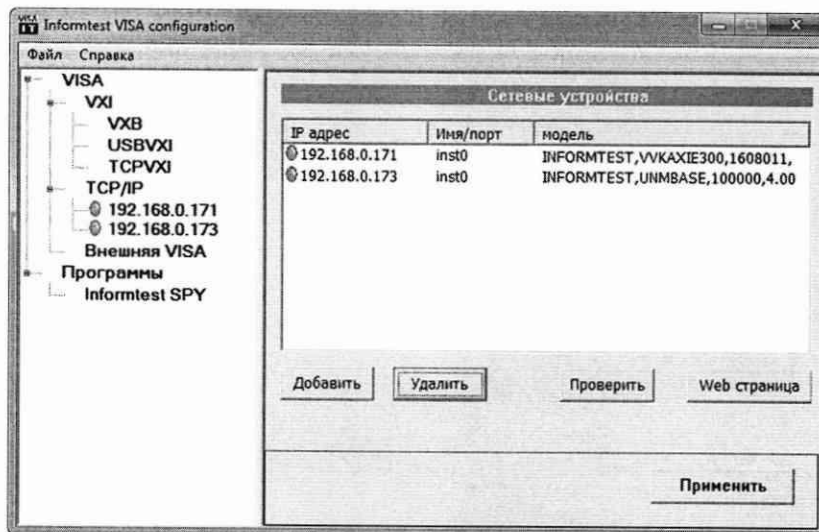 Informtest VISA configuration
Файл Справка
VISA
VXI
VXB
USBVXI
TCPVXI
TCP/IP
192.168.0.171
192.168.0.173
Внешняя VISA
Программы
Informtest SPY
Сетевые устройства
IP адрес Имя/порт модель
192.168.0.171 inst0 INFORMTEST,VVKAXIE300,1608011,
192.168.0.173 inst0 INFORMTEST,UNMBASE,100000,4.00
Добавить Удалить Проверить Web страница
Применить